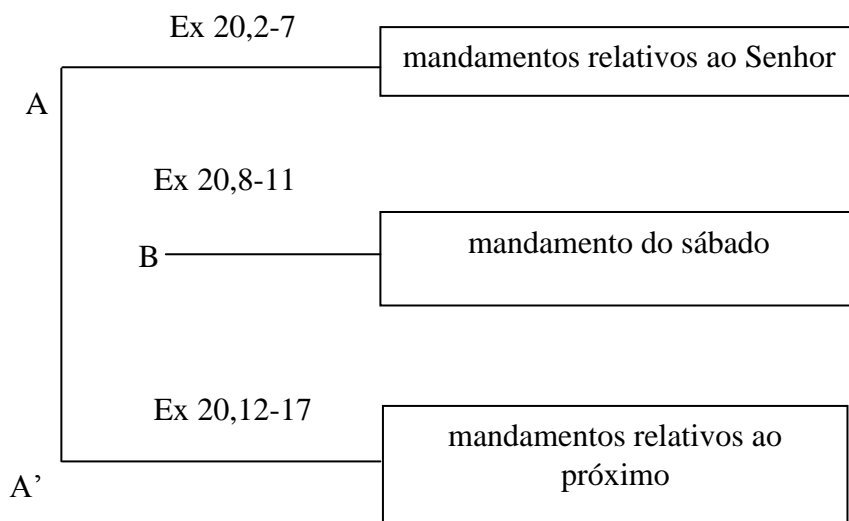 Ex 20,2-7
mandamentos relativos ao Senhor
A
Ex 20,8-11
B
mandamento do sábado
Ex 20,12-17
mandamentos relativos ao
próximo
A’